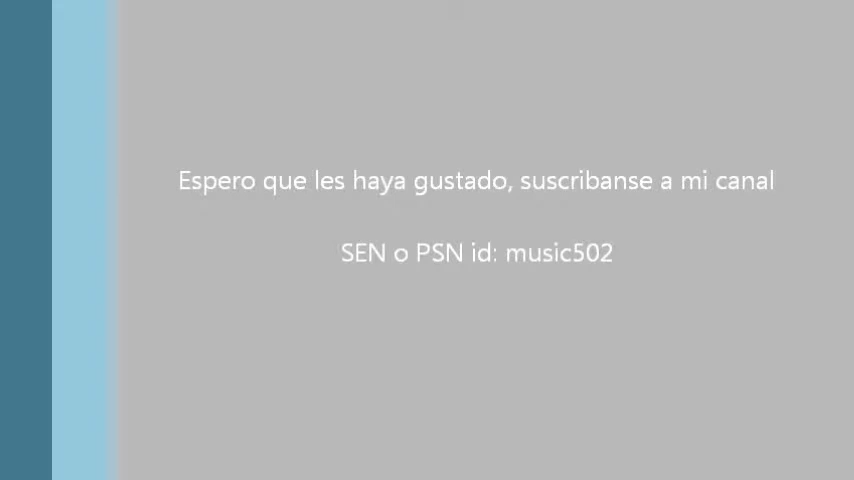 Espero que les haya gustado, suscribanse a mi canal
SEN o PSN id: music502